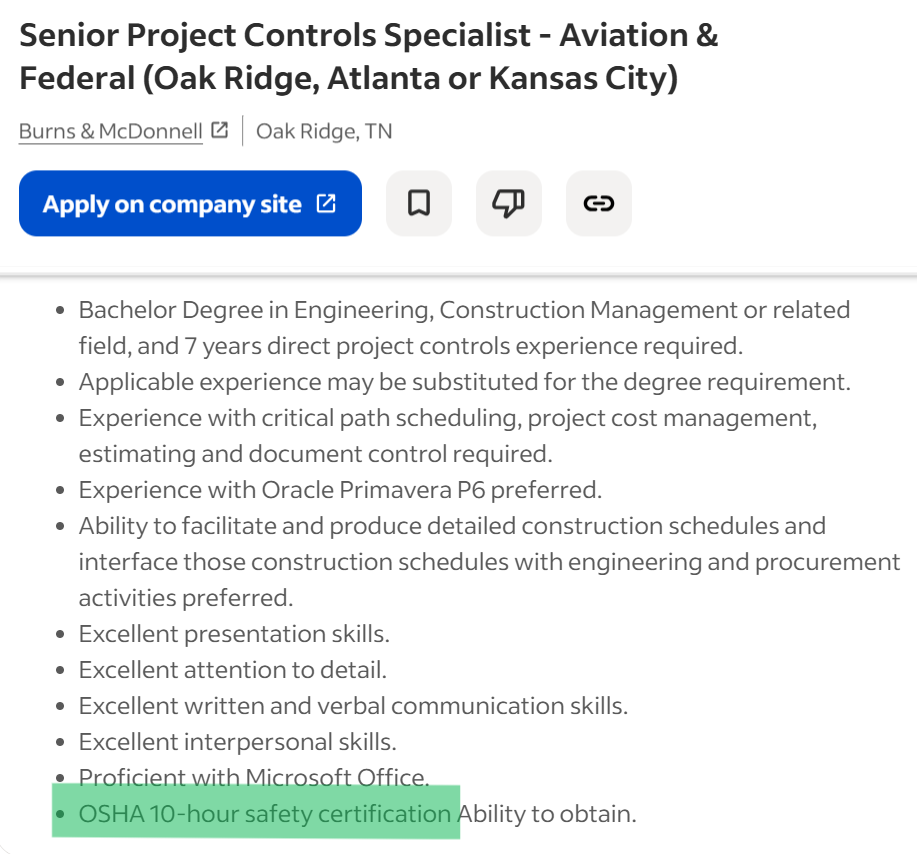 Senior Project Controls Specialist - Aviation &
Federal (Oak Ridge, Atlanta or Kansas City)
Burns & McDonnell | Oak Ridge, TN
Apply on company site
• Bachelor Degree in Engineering, Construction Management or related
field, and 7 years direct project controls experience required.
• Applicable experience may be substituted for the degree requirement.
• Experience with critical path scheduling, project cost management,
estimating and document control required.
• Experience with Oracle Primavera P6 preferred.
• Ability to facilitate and produce detailed construction schedules and
interface those construction schedules with engineering and procurement
activities preferred.
• Excellent presentation skills.
• Excellent attention to detail.
• Excellent written and verbal communication skills.
• Excellent interpersonal skills.
• Proficient with Microsoft Office.
• OSHA 10-hour safety certification Ability to obtain.